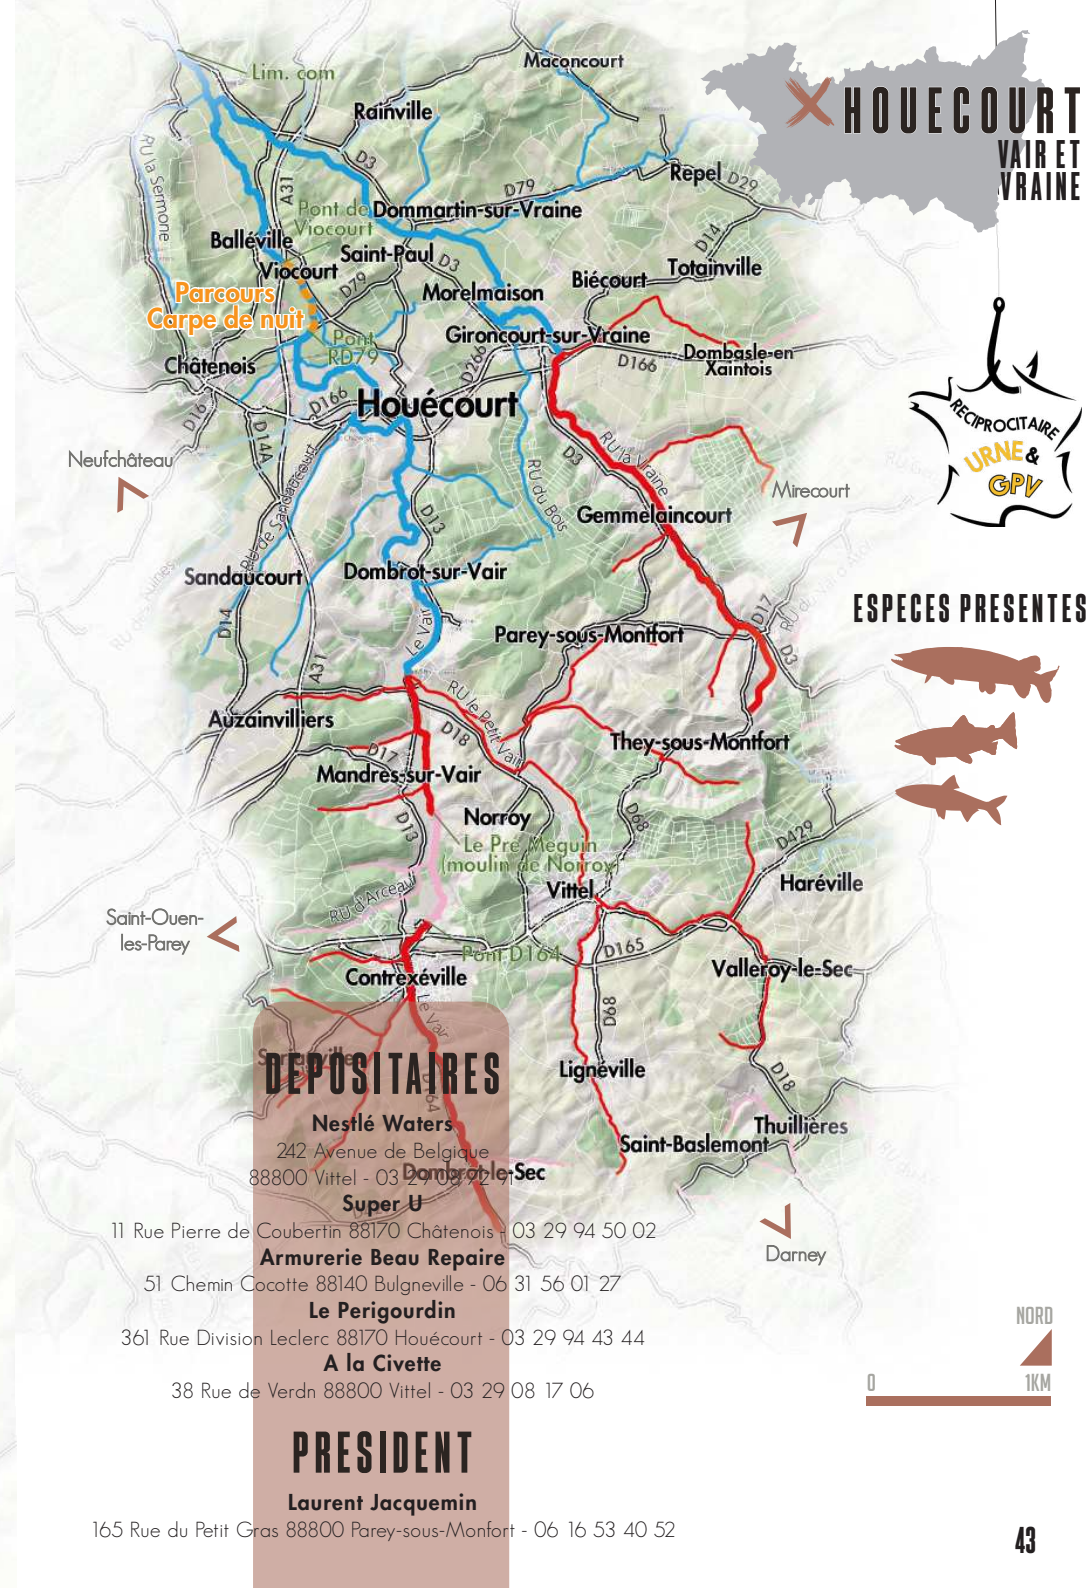 HOUECOURT
VAIR ET
VRAINE
Lim. com
Maconcourt
Rainville
RU la Sermone
D3
A31
Repel
D29
D79
Pont de
Viocourt
Dommartin-sur-Vraine
D14
Balléville
Saint-Paul
D3
Viocourt
D79
Totainville
Biécourt
Parcours
Carpe de nuit
Morelmaison
Pont
RD79
Gironcourt-sur-Vraine
Châtenois
D266
D166
Dombasle-en
Xaintois
D166
Houécourt
D16
D14A
RECIPROCITAIRE
URNE &
GPV
Neufchâteau
RU de Sandaucourt
D3
RU la Vraine
RU du Bois
Mirecourt
D13
Gemmelaincourt
Sandaucourt
Dombrot-sur-Vair
ESPECES PRESENTES
D14
Le Vair
D17
Parey-sous-Montfort
D3
A31
RU le Petit Vair
Auzainvilliers
D18
They-sous-Montfort
D17
Mandres-sur-Vair
Norroy
D13
D68
Le Pré Mequin
(moulin de Norroy)
D429
Vittel
Haréville
RU d'Arceau
Saint-Ouen-
les-Parey
Pont D164
D165
Contrexéville
Valleroy-le-Sec
Le Vair
D68
DEPOSITAIRES
Lignéville
D18
D164
Nestlé Waters
242 Avenue de Belgique
Thuillières
Saint-Baslemont
Dombrot-le-Sec
88800 Vittel - 03 29 08 72 91
Super U
11 Rue Pierre de Coubertin 88170 Châtenois - 03 29 94 50 02
Armurerie Beau Repaire
Darney
51 Chemin Cocotte 88140 Bulgneville - 06 31 56 01 27
Le Perigourdin
361 Rue Division Leclerc 88170 Houécourt - 03 29 94 43 44
A la Civette
38 Rue de Verdn 88800 Vittel - 03 29 08 17 06
NORD
0 1KM
PRESIDENT
Laurent Jacquemin
165 Rue du Petit Gras 88800 Parey-sous-Monfort - 06 16 53 40 52
43